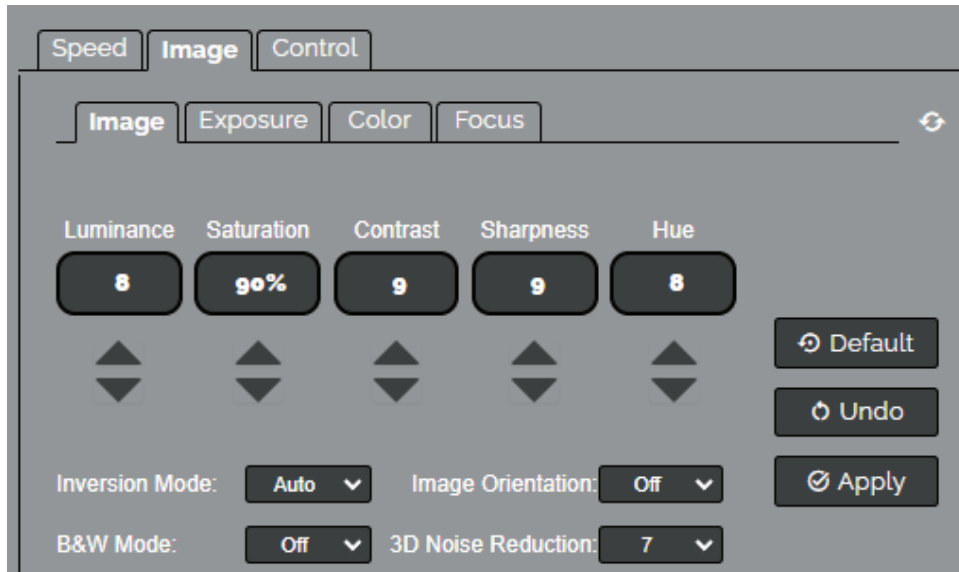 Speed Image Control
Image Exposure Color Focus
Luminance Saturation Contrast Sharpness Hue
8 90% 9 9 8
Default
Undo
Inversion Mode: Auto Image Orientation: Off Apply
B&W Mode: Off 3D Noise Reduction: 7